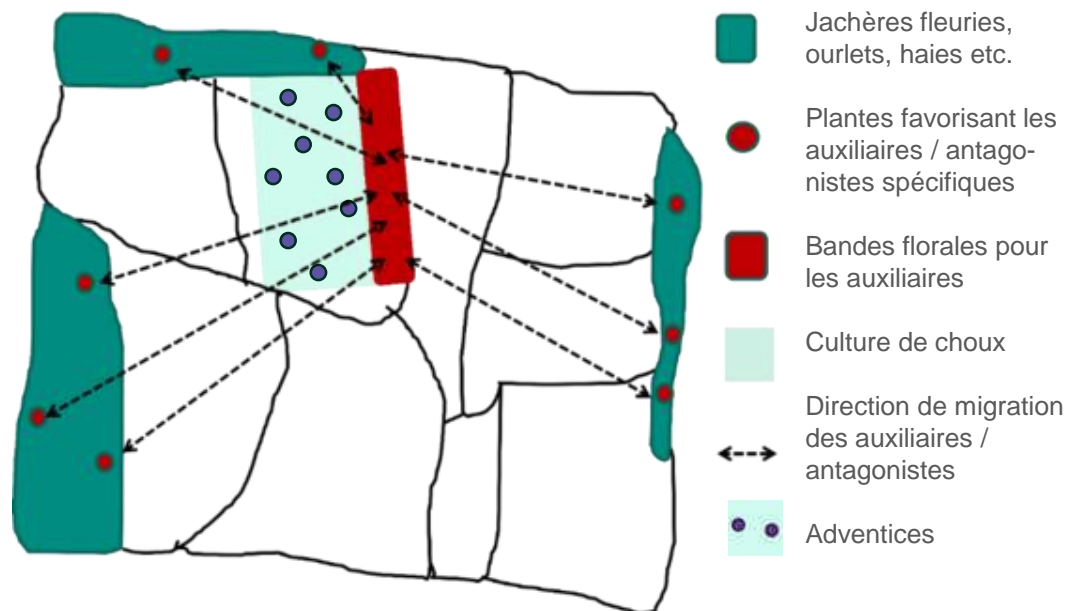 Jachères fleuries,
ourlets, haies etc.
Plantes favorisant les
auxiliaires / antago-
nistes spécifiques
Bandes florales pour
les auxiliaires
Culture de choux
Direction de migration
des auxiliaires /
antagonistes
Adventices